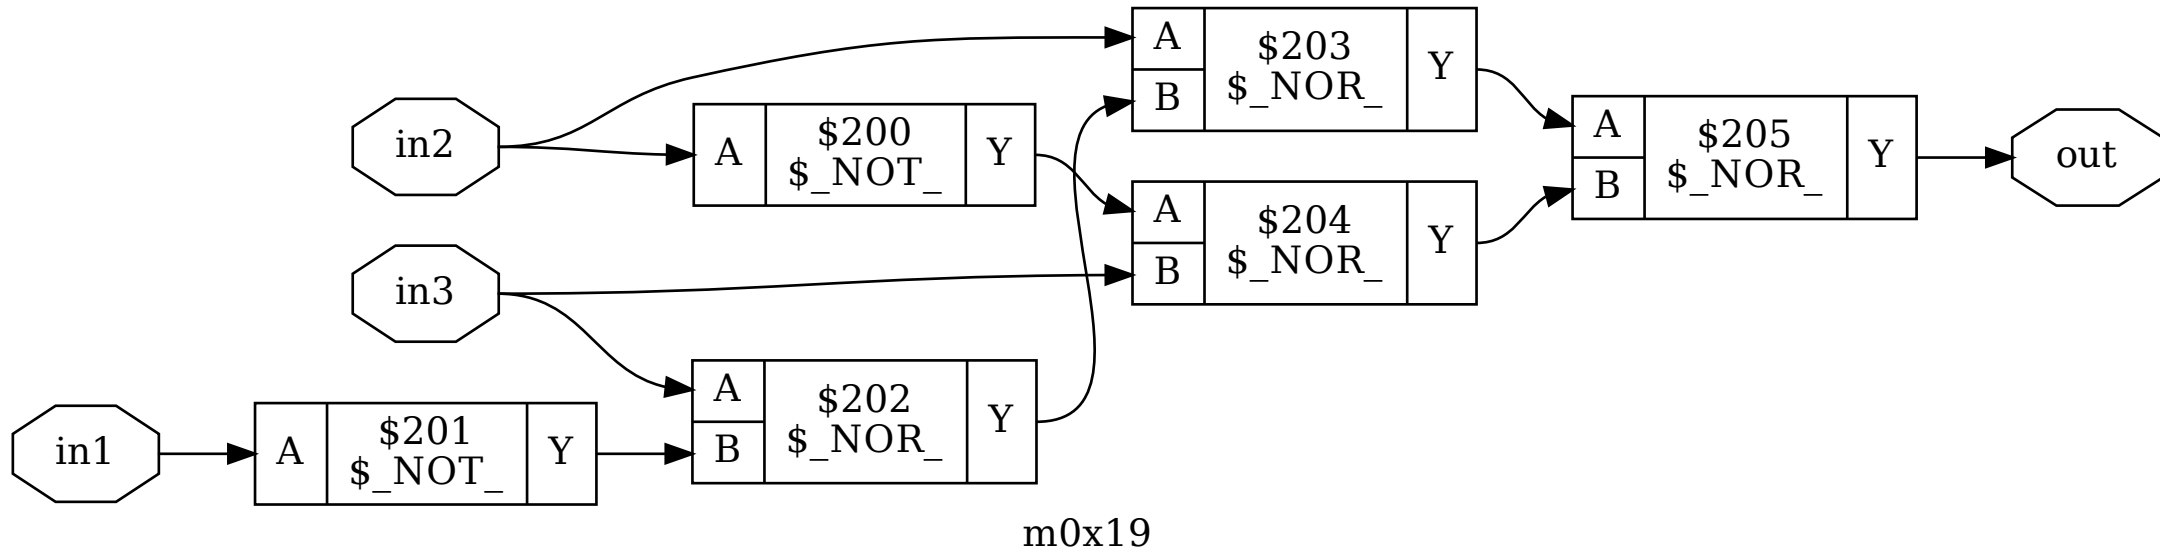 in2
in3
in1
A
$201
$_NOT_
Y
A
$200
$_NOT_
Y
A
B
$202
$_NOR_
Y
A
B
$203
$_NOR_
Y
A
B
$204
$_NOR_
Y
A
B
$205
$_NOR_
Y
out
m0x19